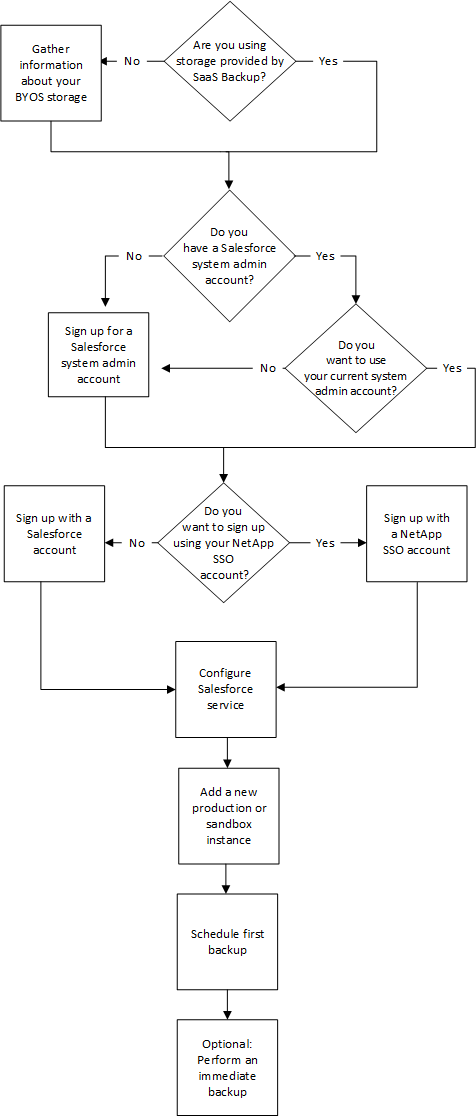 Are you using
storage provided by
SaaS Backup?
No
Yes
Gather
information
about your
BYOS storage
Do you
have a Salesforce
system admin
account?
No
Yes
Sign up for a
Salesforce
system admin
account
Do you
want to use
your current system
admin account?
No
Yes
Do you
want to sign up
using your NetApp
SSO
account?
No
Yes
Sign up with a
Salesforce
account
Sign up with
a NetApp
SSO account
Configure
Salesforce
service
Add a new
production or
sandbox
instance
Schedule first
backup
Optional:
Perform an
immediate
backup